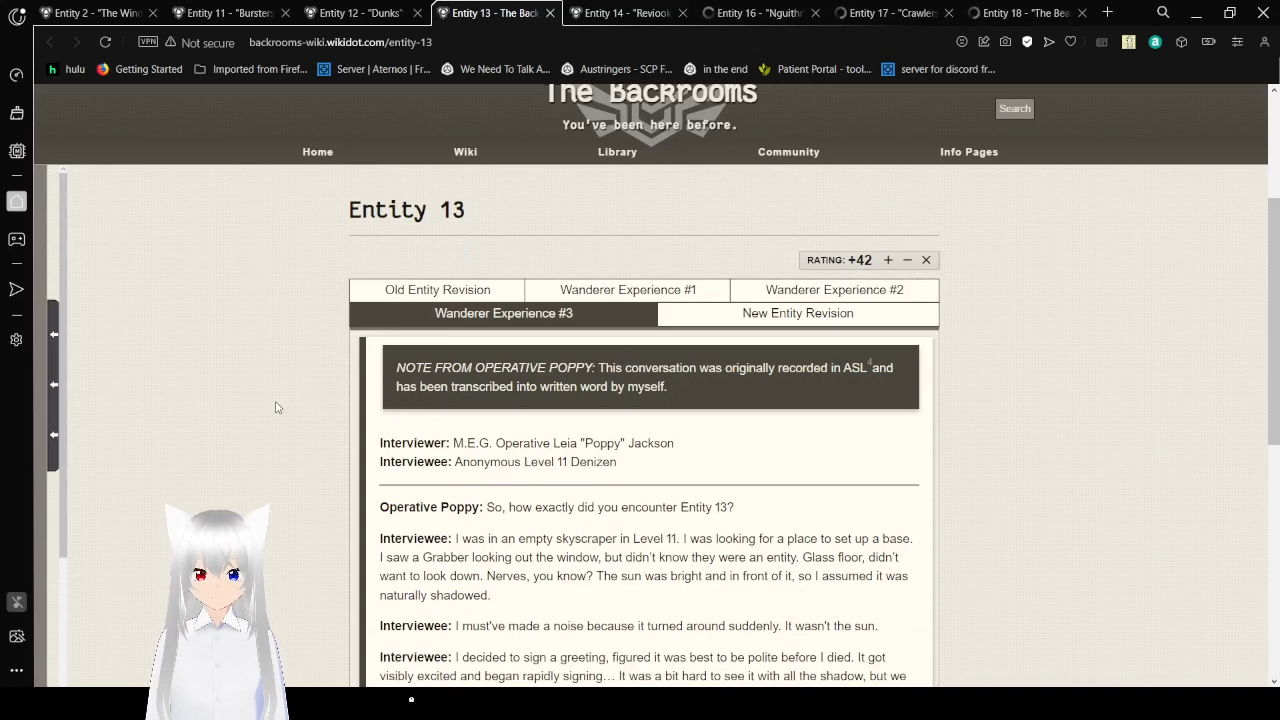 Entity 2 - "The Wind
Entity 11 - "Bursters
Entity 12 - "Dunks"
Entity 13 - The Back
Entity 14 - "Reviook
Entity 16 - "Nguithr
Entity 17 - "Crawlers
Entity 18 - "The Bea
VPN
Not secure
backrooms-wiki.wikidot.com/entity-13
hulu
Getting Started
Imported from Firef...
Server | Aternos | Fr...
We Need To Talk A...
Austringers - SCP F...
in the end
Patient Portal - tool...
server for discord fr...
The Backrooms
You've been here before.
Search
Home
Wiki
Library
Community
Info Pages
Entity 13
RATING: +42 + − ×
Old Entity Revision
Wanderer Experience #1
Wanderer Experience #2
Wanderer Experience #3
New Entity Revision
NOTE FROM OPERATIVE POPPY: This conversation was originally recorded in ASL4 and
has been transcribed into written word by myself.
Interviewer: M.E.G. Operative Leia "Poppy" Jackson
Interviewee: Anonymous Level 11 Denizen
Operative Poppy: So, how exactly did you encounter Entity 13?
Interviewee: I was in an empty skyscraper in Level 11. I was looking for a place to set up a base.
I saw a Grabber looking out the window, but didn't know they were an entity. Glass floor, didn't
want to look down. Nerves, you know? The sun was bright and in front of it, so I assumed it was
naturally shadowed.
Interviewee: I must've made a noise because it turned around suddenly. It wasn't the sun.
Interviewee: I decided to sign a greeting, figured it was best to be polite before I died. It got
visibly excited and began rapidly signing… It was a bit hard to see it with all the shadow, but we